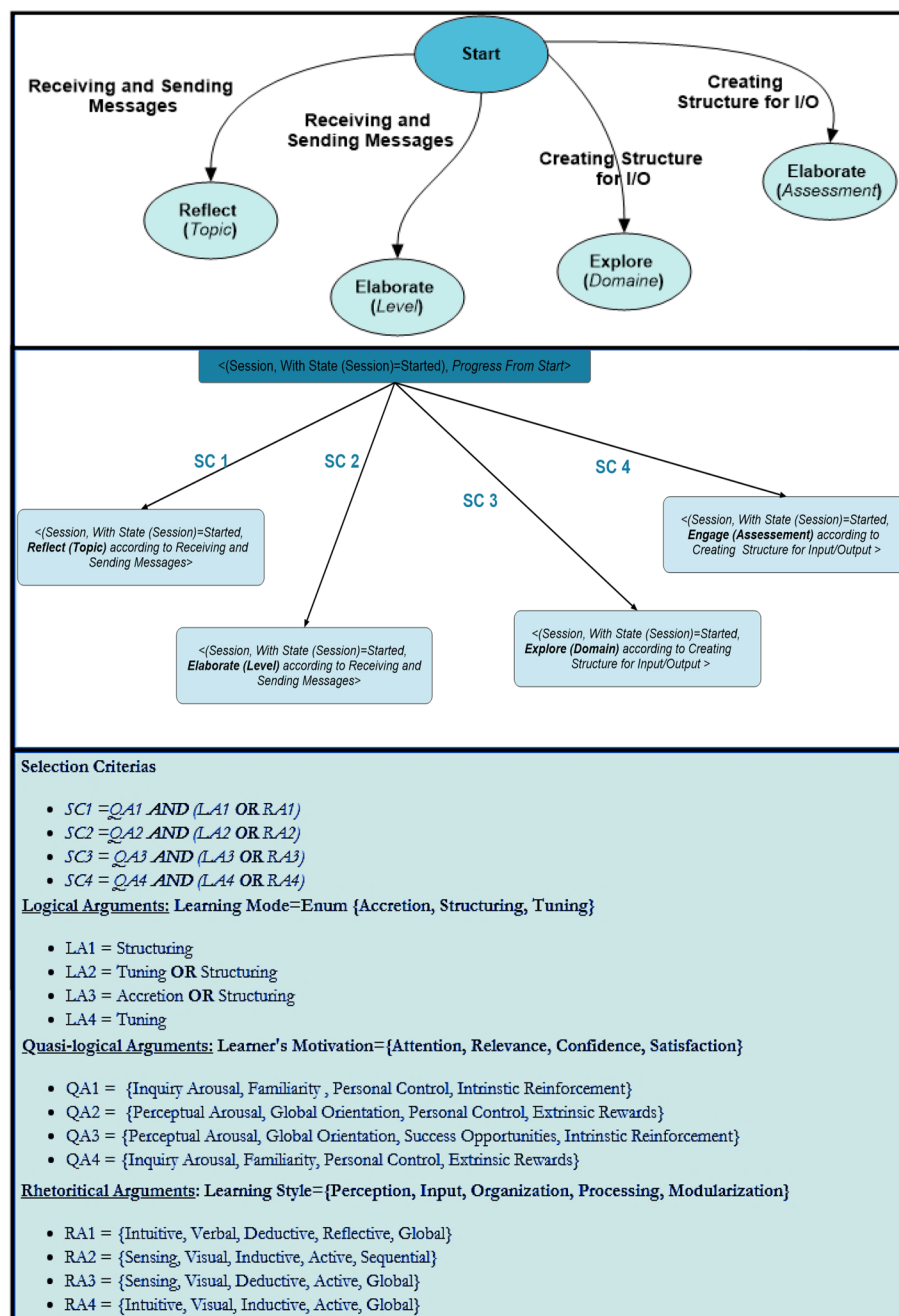 Start
Receiving and Sending
Messages
Receiving and
Sending Messages
Creating Structure
for I/O
Creating
Structure for I/O
Reflect
(Topic)
Elaborate
(Level)
Explore
(Domaine)
Elaborate
(Assessment)
<(Session, With State (Session)=Started), Progress From Start>
SC 1
SC 2
SC 3
SC 4
<(Session, With State (Session)=Started,
Reflect (Topic) according to Receiving and
Sending Messages>
<(Session, With State (Session)=Started,
Elaborate (Level) according to Receiving and
Sending Messages>
<(Session, With State (Session)=Started,
Explore (Domain) according to Creating
Structure for Input/Output >
<(Session, With State (Session)=Started,
Engage (Assessement) according to
Creating Structure for Input/Output >
Selection Criterias
• SC1 =QA1 AND (LA1 OR RA1)
• SC2 =QA2 AND (LA2 OR RA2)
• SC3 = QA3 AND (LA3 OR RA3)
• SC4 = QA4 AND (LA4 OR RA4)
Logical Arguments: Learning Mode=Enum {Accretion, Structuring, Tuning}
• LA1 = Structuring
• LA2 = Tuning OR Structuring
• LA3 = Accretion OR Structuring
• LA4 = Tuning
Quasi-logical Arguments: Learner's Motivation={Attention, Relevance, Confidence, Satisfaction}
• QA1 = {Inquiry Arousal, Familiarity , Personal Control, Intrinstic Reinforcement}
• QA2 = {Perceptual Arousal, Global Orientation, Personal Control, Extrinsic Rewards}
• QA3 = {Perceptual Arousal, Global Orientation, Success Opportunities, Intrinstic Reinforcement}
• QA4 = {Inquiry Arousal, Familiarity, Personal Control, Extrinsic Rewards}
Rhetoritical Arguments: Learning Style={Perception, Input, Organization, Processing, Modularization}
• RA1 = {Intuitive, Verbal, Deductive, Reflective, Global}
• RA2 = {Sensing, Visual, Inductive, Active, Sequential}
• RA3 = {Sensing, Visual, Deductive, Active, Global}
• RA4 = {Intuitive, Visual, Inductive, Active, Global}